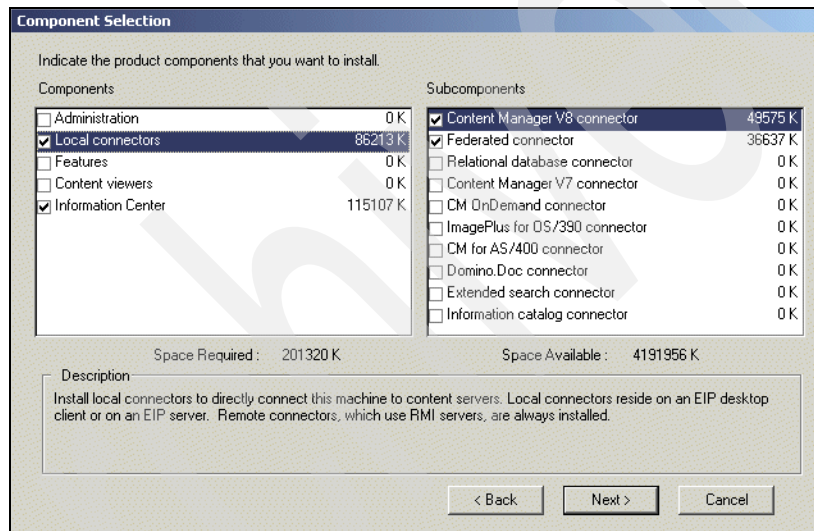 Component Selection
Indicate the product components that you want to install.
Components
Administration 0 K
Local connectors 86213 K
Features 0 K
Content viewers 0 K
Information Center 115107 K
Subcomponents
Content Manager V8 connector 49575 K
Federated connector 36637 K
Relational database connector 0 K
Content Manager V7 connector 0 K
CM OnDemand connector 0 K
ImagePlus for OS/390 connector 0 K
CM for AS/400 connector 0 K
Domino.Doc connector 0 K
Extended search connector 0 K
Information catalog connector 0 K
Space Required : 201320 K
Space Available : 4191956 K
Description
Install local connectors to directly connect this machine to content servers. Local connectors reside on an EIP desktop
client or on an EIP server. Remote connectors, which use RMI servers, are always installed.
< Back
Next >
Cancel